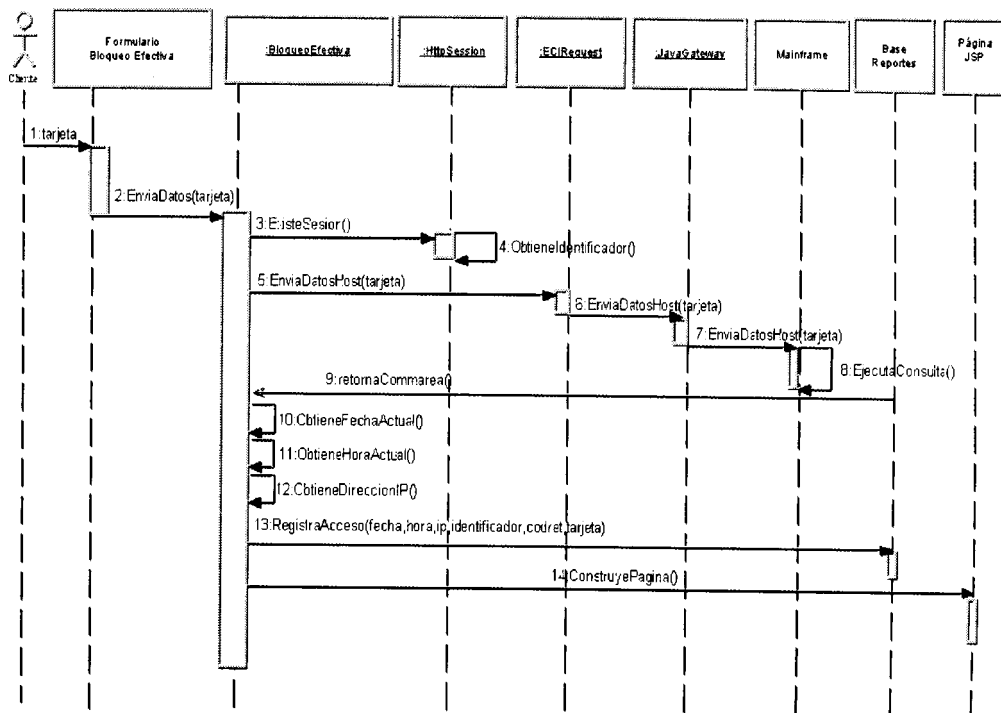 Cliente
Formulario
Bloqueo Efectiva
:BloqueoEfectiva
:HttpSession
:ECIRequest
:JavaGateway
Mainframe
Base
Reportes
Página
JSP
1:tarjeta
2:EnviaDatos(tarjeta)
3:ExisteSesion()
4:ObtieneIdentificador()
5:EnviaDatosHost(tarjeta)
6:EnviaDatosHost(tarjeta)
7:EnviaDatosHost(tarjeta)
8:EjecutaConsulta()
9:retornaCommarea()
10:ObtieneFechaActual()
11:ObtieneHoraActual()
12:ObtieneDireccionIP()
13:RegistraAcceso(fecha,hora,ip,identificador,codret,tarjeta)
14:ConstruyePagina()